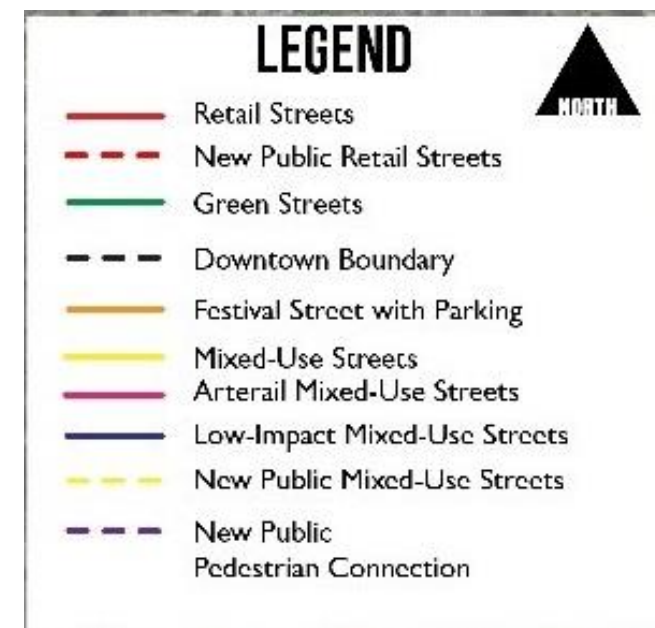 LEGEND
NORTH
Retail Streets
New Public Retail Streets
Green Streets
Downtown Boundary
Festival Street with Parking
Mixed-Use Streets
Arterail Mixed-Use Streets
Low-Impact Mixed-Use Streets
New Public Mixed-Use Streets
New Public
Pedestrian Connection